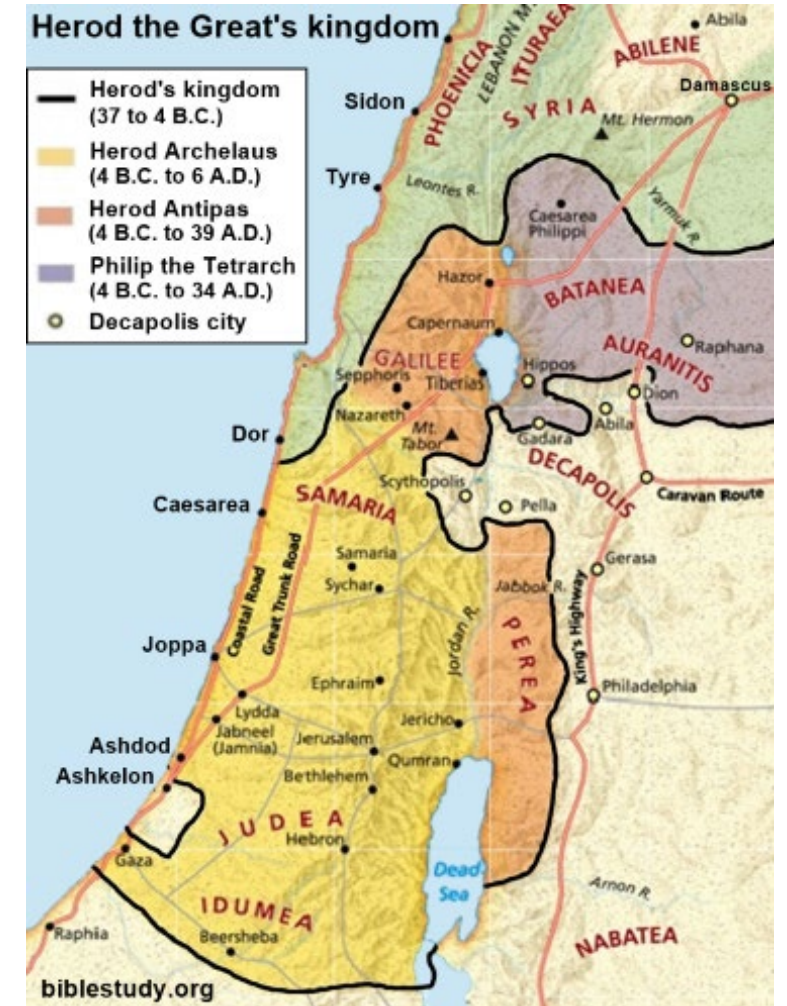 Herod the Great's kingdom
Abila
ABILENE
LEBANON M.
ITURAEA
PHOENICIA
Damascus
Herod's kingdom
(37 to 4 B.C.)
Sidon
SYRIA
Mt. Hermon
Herod Archelaus
(4 B.C. to 6 A.D.)
Tyre
Leontes R.
Herod Antipas
(4 B.C. to 39 A.D.)
Caesarea
Philippi
Yarmuk R.
Philip the Tetrarch
(4 B.C. to 34 A.D.)
Hazor
BATANEA
Decapolis city
Capernaum
AURANITIS
Raphana
GALILEE
Hippos
Sepphoris
Tiberias
Dion
Nazareth
Abila
Dor
Mt.
Tabor
Gadara
DECAPOLIS
Scythopolis
Caravan Route
SAMARIA
Caesarea
Pella
Samaria
Gerasa
Sychar
Jabbok R.
Coastal Road
Great Trunk Road
Jordan R.
PEREA
King's Highway
Joppa
Ephraim
Philadelphia
Lydda
Jericho
Jabneel
(Jamnia)
Jerusalem
Ashdod
Qumran
Ashkelon
Bethlehem
JUDEA
Hebron
Gaza
Dead
Sea
Arnon R.
IDUMEA
Raphia
Beersheba
NABATEA
biblestudy.org